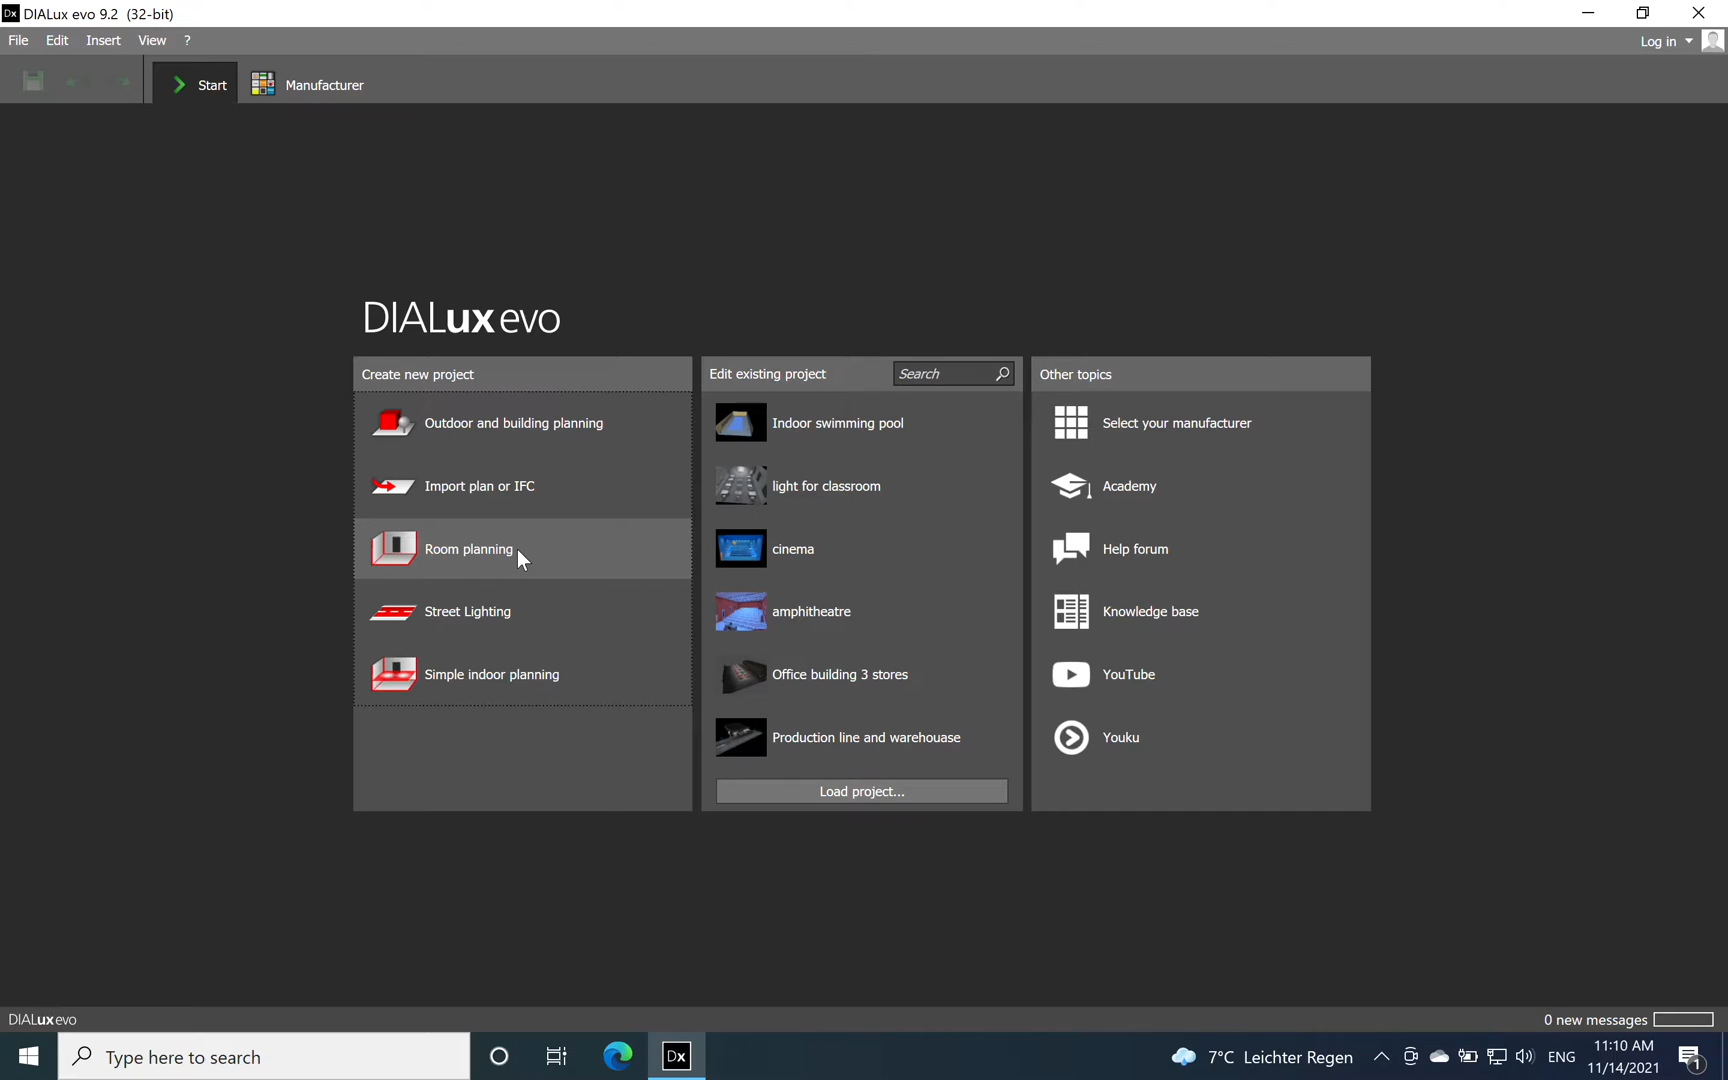 Dx DIALux evo 9.2 (32-bit)
File Edit Insert View ?
Log in
Start Manufacturer
DIALux evo
Create new project
Outdoor and building planning
Import plan or IFC
Room planning
Street Lighting
Simple indoor planning
Edit existing project Search
Indoor swimming pool
light for classroom
cinema
amphitheatre
Office building 3 stores
Production line and warehouase
Load project...
Other topics
Select your manufacturer
Academy
Help forum
Knowledge base
YouTube
Youku
DIALux evo
0 new messages
Type here to search
Dx
7°C Leichter Regen
ENG
11:10 AM
11/14/2021
1